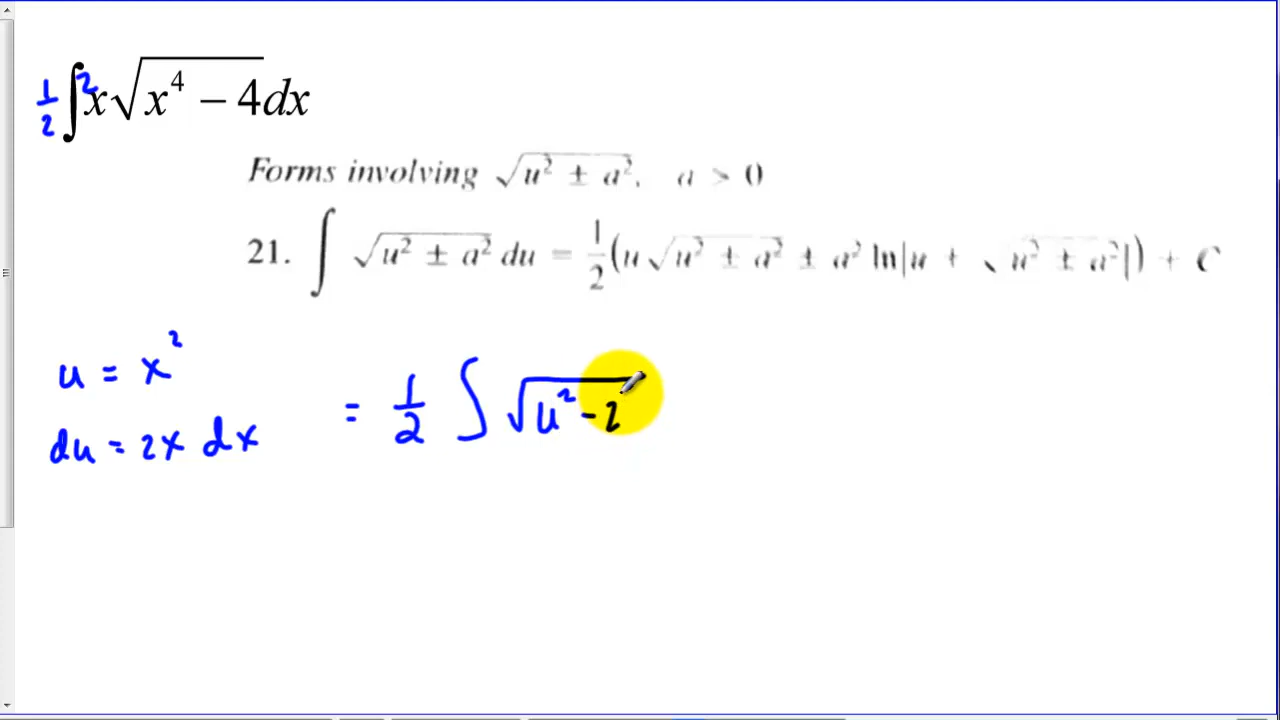 ½∫2x√(x⁴ − 4)dx
Forms involving √(u² ± a²), a > 0
21. ∫ √(u² ± a²) du = ½(u√(u² ± a²) ± a² ln|u + √(u² ± a²)|) + C
u = x²
du = 2x dx
= ½ ∫ √(u² − 2